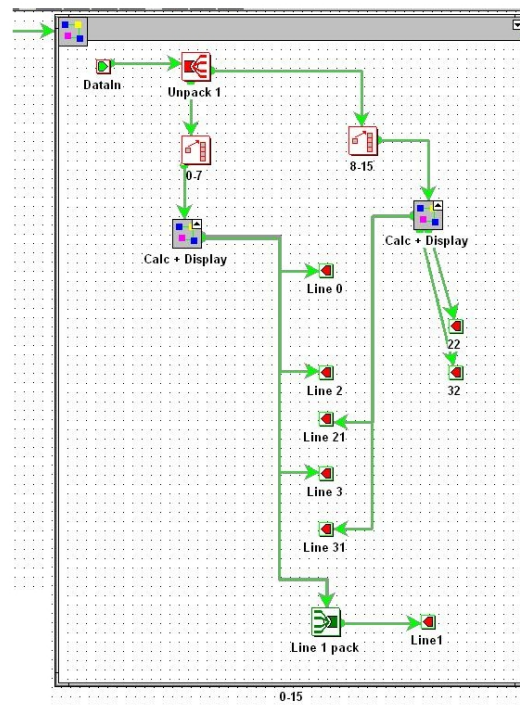 DataIn
Unpack 1
0-7
8-15
Calc + Display
Calc + Display
Line 0
22
Line 2
32
Line 21
Line 3
Line 31
Line 1 pack
Line1
0-15